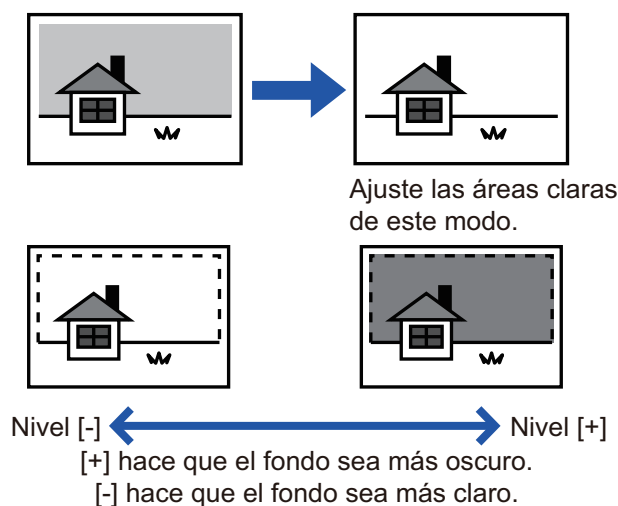 Ajuste las áreas claras
de este modo.
Nivel [-]
Nivel [+]
[+] hace que el fondo sea más oscuro.
[-] hace que el fondo sea más claro.